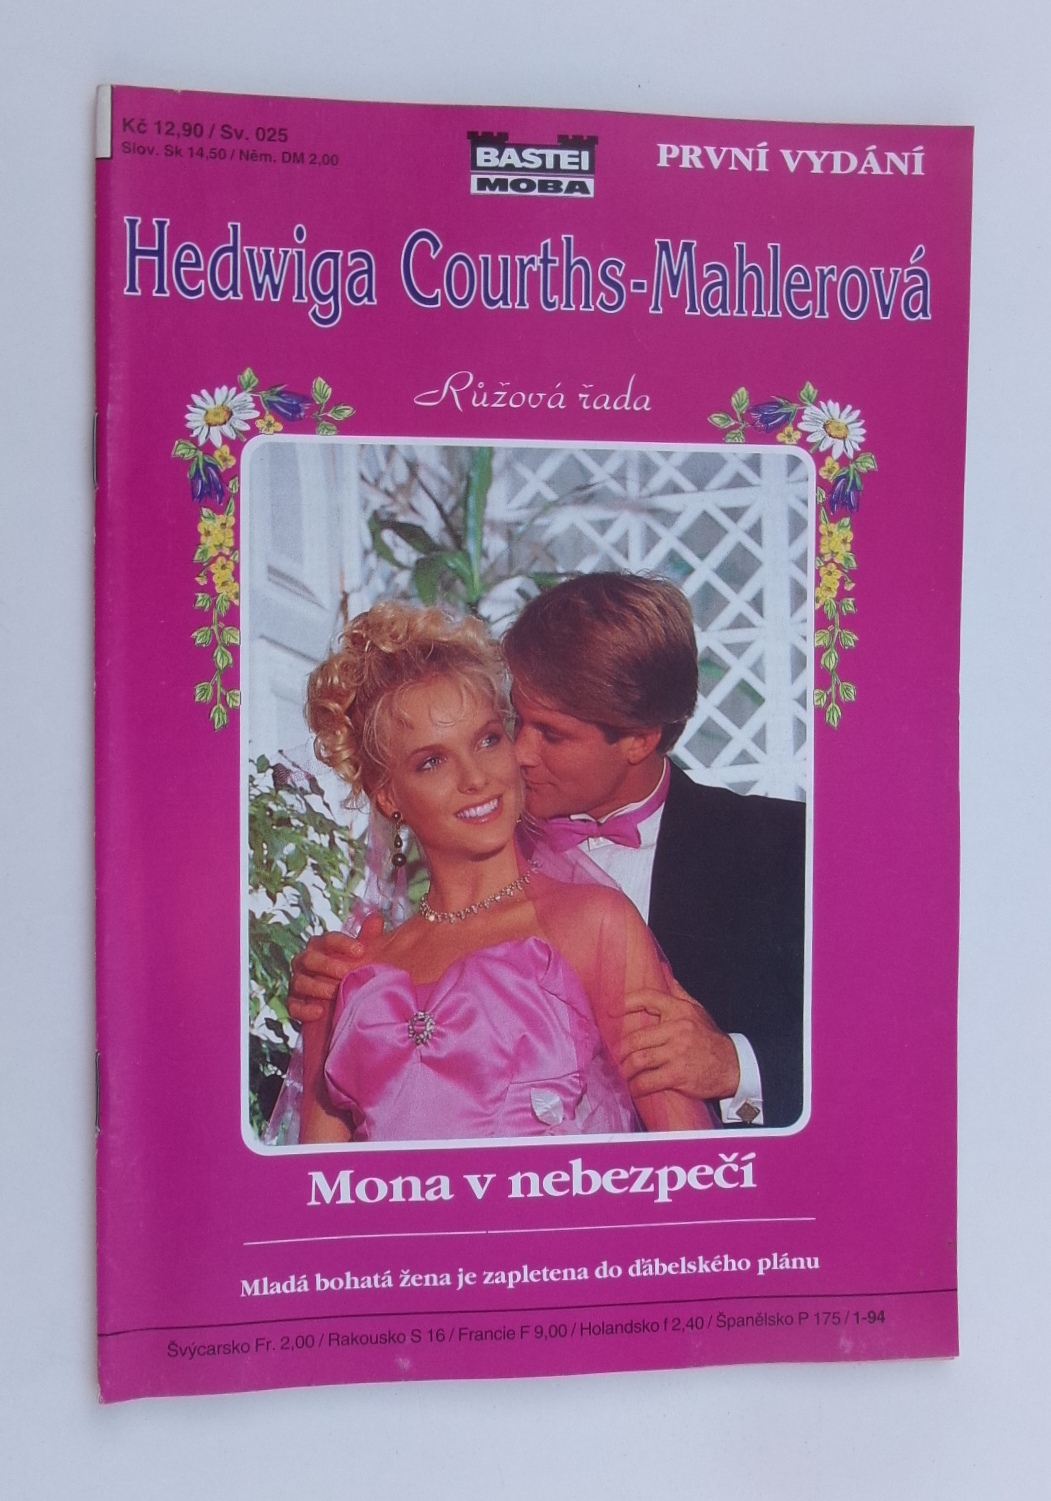 Kč 12,90 / Sv. 025
Slov. Sk 14,50 / Něm. DM 2,00
BASTEI
MOBA
PRVNÍ VYDÁNÍ
Hedwiga Courths-Mahlerová
Růžová řada
Mona v nebezpečí
Mladá bohatá žena je zapletena do ďábelského plánu
Švýcarsko Fr. 2,00 / Rakousko S 16 / Francie F 9,00 / Holandsko f 2,40 / Španělsko P 175 / 1-94